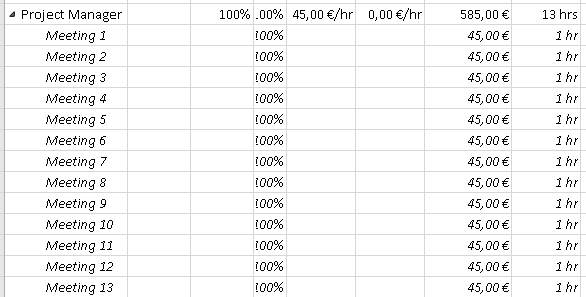 Project Manager 100% .00% 45,00 €/hr 0,00 €/hr 585,00 € 13 hrs
Meeting 1 100% 45,00 € 1 hr
Meeting 2 100% 45,00 € 1 hr
Meeting 3 100% 45,00 € 1 hr
Meeting 4 100% 45,00 € 1 hr
Meeting 5 100% 45,00 € 1 hr
Meeting 6 100% 45,00 € 1 hr
Meeting 7 100% 45,00 € 1 hr
Meeting 8 100% 45,00 € 1 hr
Meeting 9 100% 45,00 € 1 hr
Meeting 10 100% 45,00 € 1 hr
Meeting 11 100% 45,00 € 1 hr
Meeting 12 100% 45,00 € 1 hr
Meeting 13 100% 45,00 € 1 hr